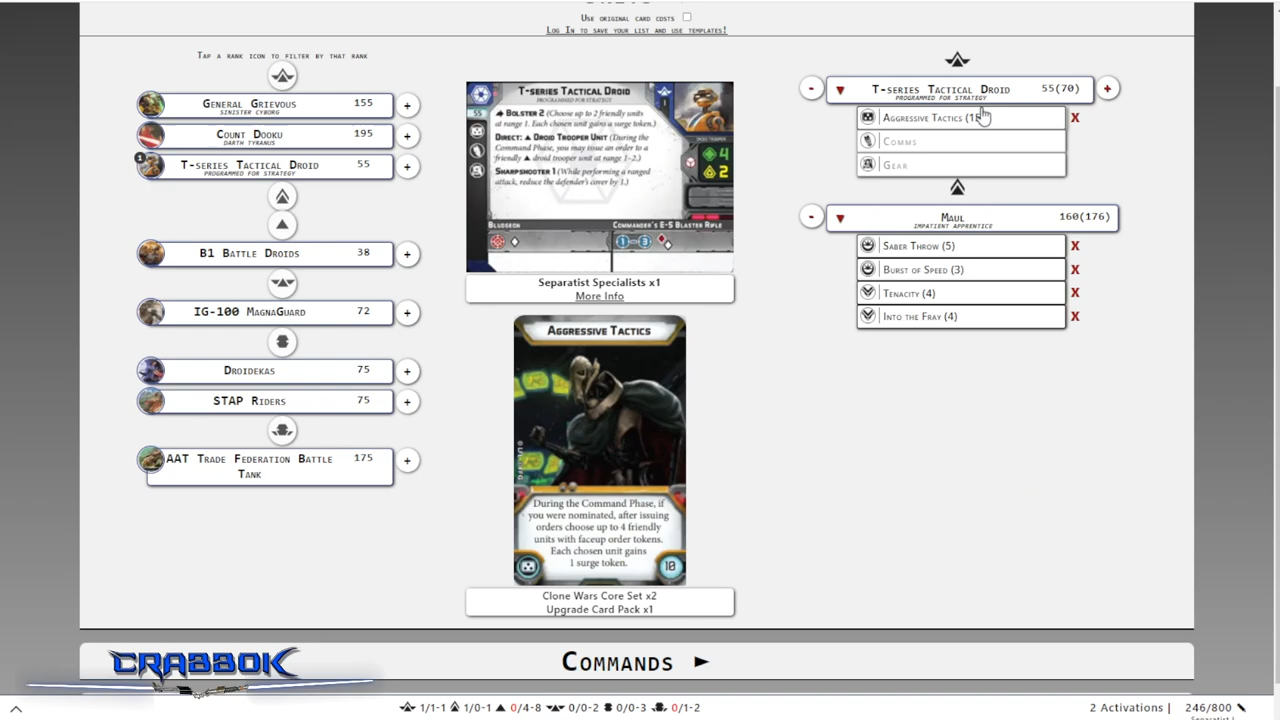 Use original card costs
Log In to save your list and use templates!
Tap a rank icon to filter by that rank
General Grievous 155
Sinister Cyborg
Count Dooku 195
Darth Tyranus
1
T-series Tactical Droid 55
Programmed for Strategy
B1 Battle Droids 38
IG-100 MagnaGuard 72
Droidekas 75
STAP Riders 75
AAT Trade Federation Battle 175
Tank
T-series Tactical Droid
Programmed for Strategy
55
Bolster 2 (Choose up to 2 friendly units
at range 1. Each chosen unit gains a surge token.)
Direct: Droid Trooper Unit (During the
Command Phase, you may issue an order to a
friendly droid trooper unit at range 1-2.)
Sharpshooter 1 (While performing a ranged
attack, reduce the defender's cover by 1.)
4
2
Bludgeon
Commander's E-5 Blaster Rifle
1-3
Separatist Specialists x1
More Info
Aggressive Tactics
During the Command Phase, if
you were nominated, after issuing
orders choose up to 4 friendly
units with faceup order tokens.
Each chosen unit gains
1 surge token.
10
Clone Wars Core Set x2
Upgrade Card Pack x1
- T-series Tactical Droid 55(70) +
Programmed for Strategy
Aggressive Tactics X
Comms
Gear
- Maul 160(176)
Impatient Apprentice
Saber Throw (5) X
Burst of Speed (3) X
Tenacity (4) X
Into the Fray (4) X
CRABBOK
Commands ►
1/1-1 1/0-1 0/4-8 0/0-2 0/0-3 0/1-2
2 Activations | 246/800